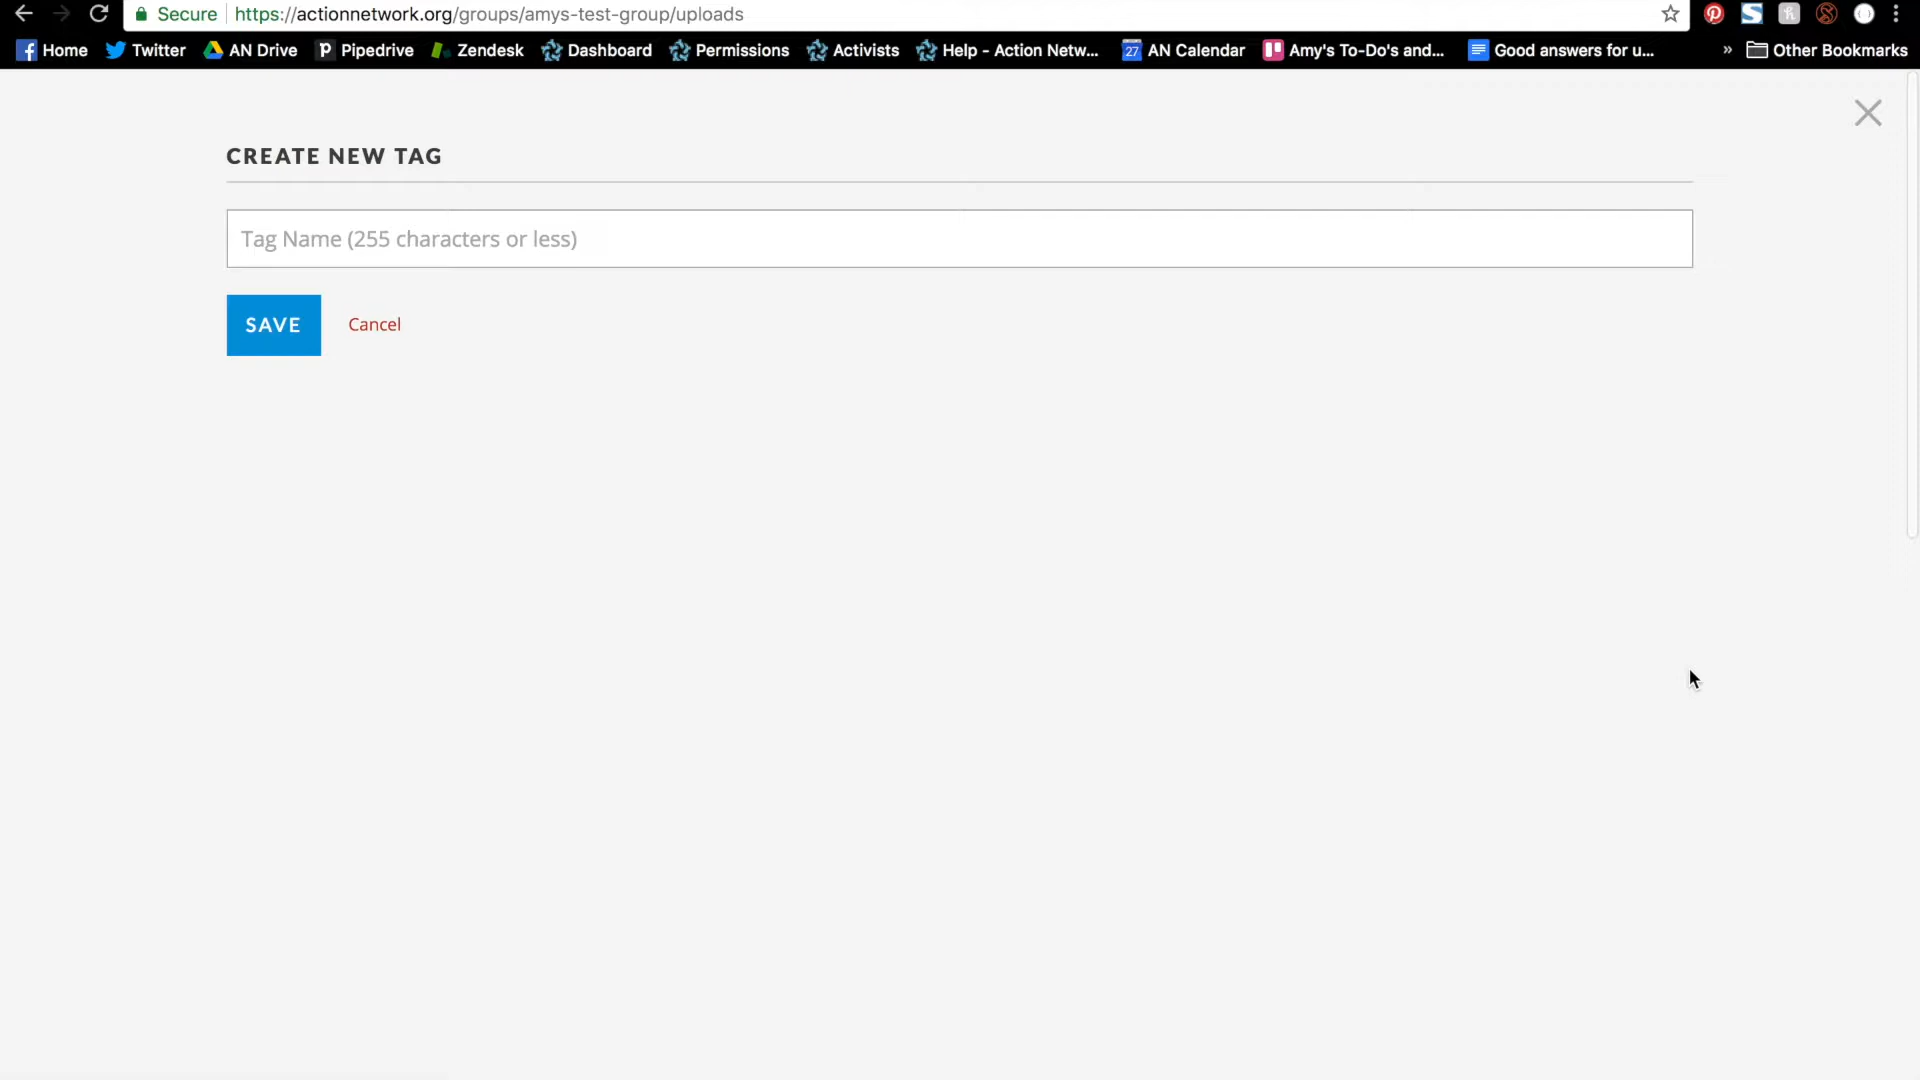 Secure https://actionnetwork.org/groups/amys-test-group/uploads
Home Twitter AN Drive Pipedrive Zendesk Dashboard Permissions Activists Help - Action Netw... 27 AN Calendar Amy's To-Do's and... Good answers for u... » Other Bookmarks
CREATE NEW TAG
Tag Name (255 characters or less)
SAVE Cancel